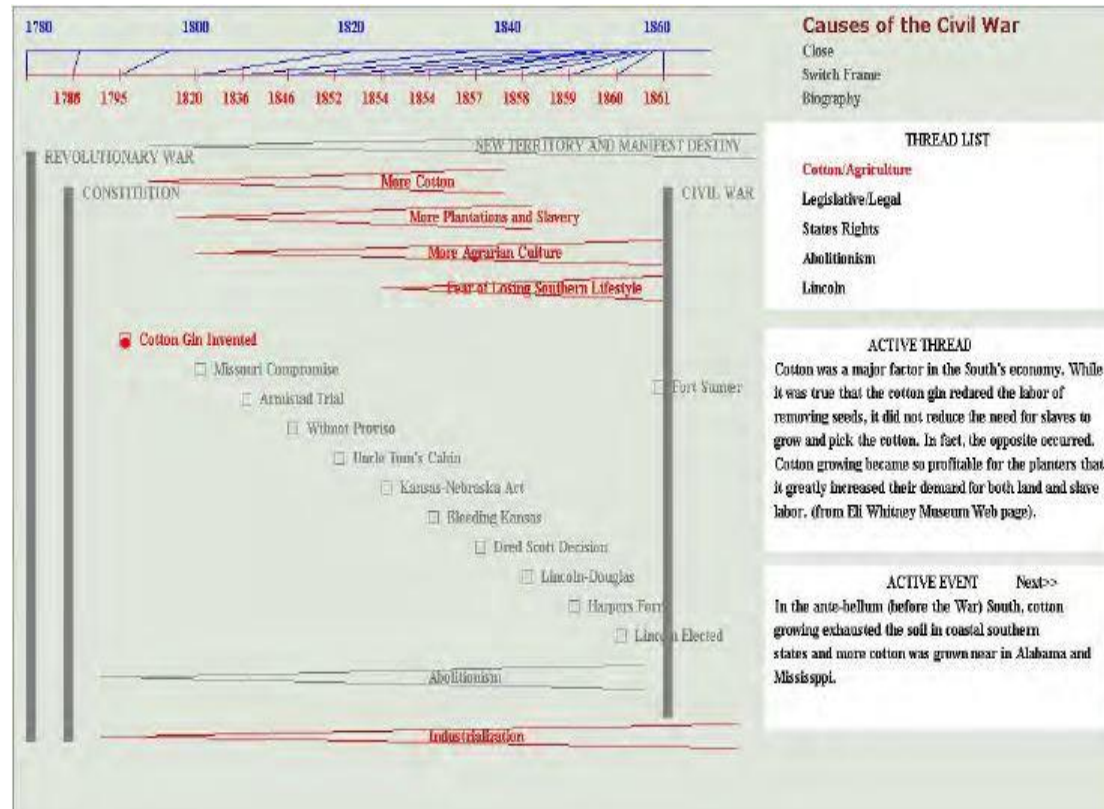 1780 1800 1820 1840 1860
1786 1795 1820 1836 1846 1852 1854 1854 1857 1858 1859 1860 1861
Causes of the Civil War
Close
Switch Frame
Biography
NEW TERRITORY AND MANIFEST DESTINY
REVOLUTIONARY WAR
More Cotton
CONSTITUTION
CIVIL WAR
More Plantations and Slavery
More Agrarian Culture
Fear of Losing Southern Lifestyle
Cotton Gin Invented
Missouri Compromise
Fort Sumter
Amistad Trial
Wilmot Proviso
Uncle Tom's Cabin
Kansas-Nebraska Act
Bleeding Kansas
Dred Scott Decision
Lincoln-Douglas
Harpers Ferry
Lincoln Elected
Abolitionism
Industrialization
THREAD LIST
Cotton/Agriculture
Legislative/Legal
States Rights
Abolitionism
Lincoln
ACTIVE THREAD
Cotton was a major factor in the South's economy. While
it was true that the cotton gin reduced the labor of
removing seeds, it did not reduce the need for slaves to
grow and pick the cotton. In fact, the opposite occurred.
Cotton growing became so profitable for the planters that
it greatly increased their demand for both land and slave
labor. (from Eli Whitney Museum Web page).
ACTIVE EVENT Next>>
In the ante-bellum (before the War) South, cotton
growing exhausted the soil in coastal southern
states and more cotton was grown near in Alabama and
Mississppi.